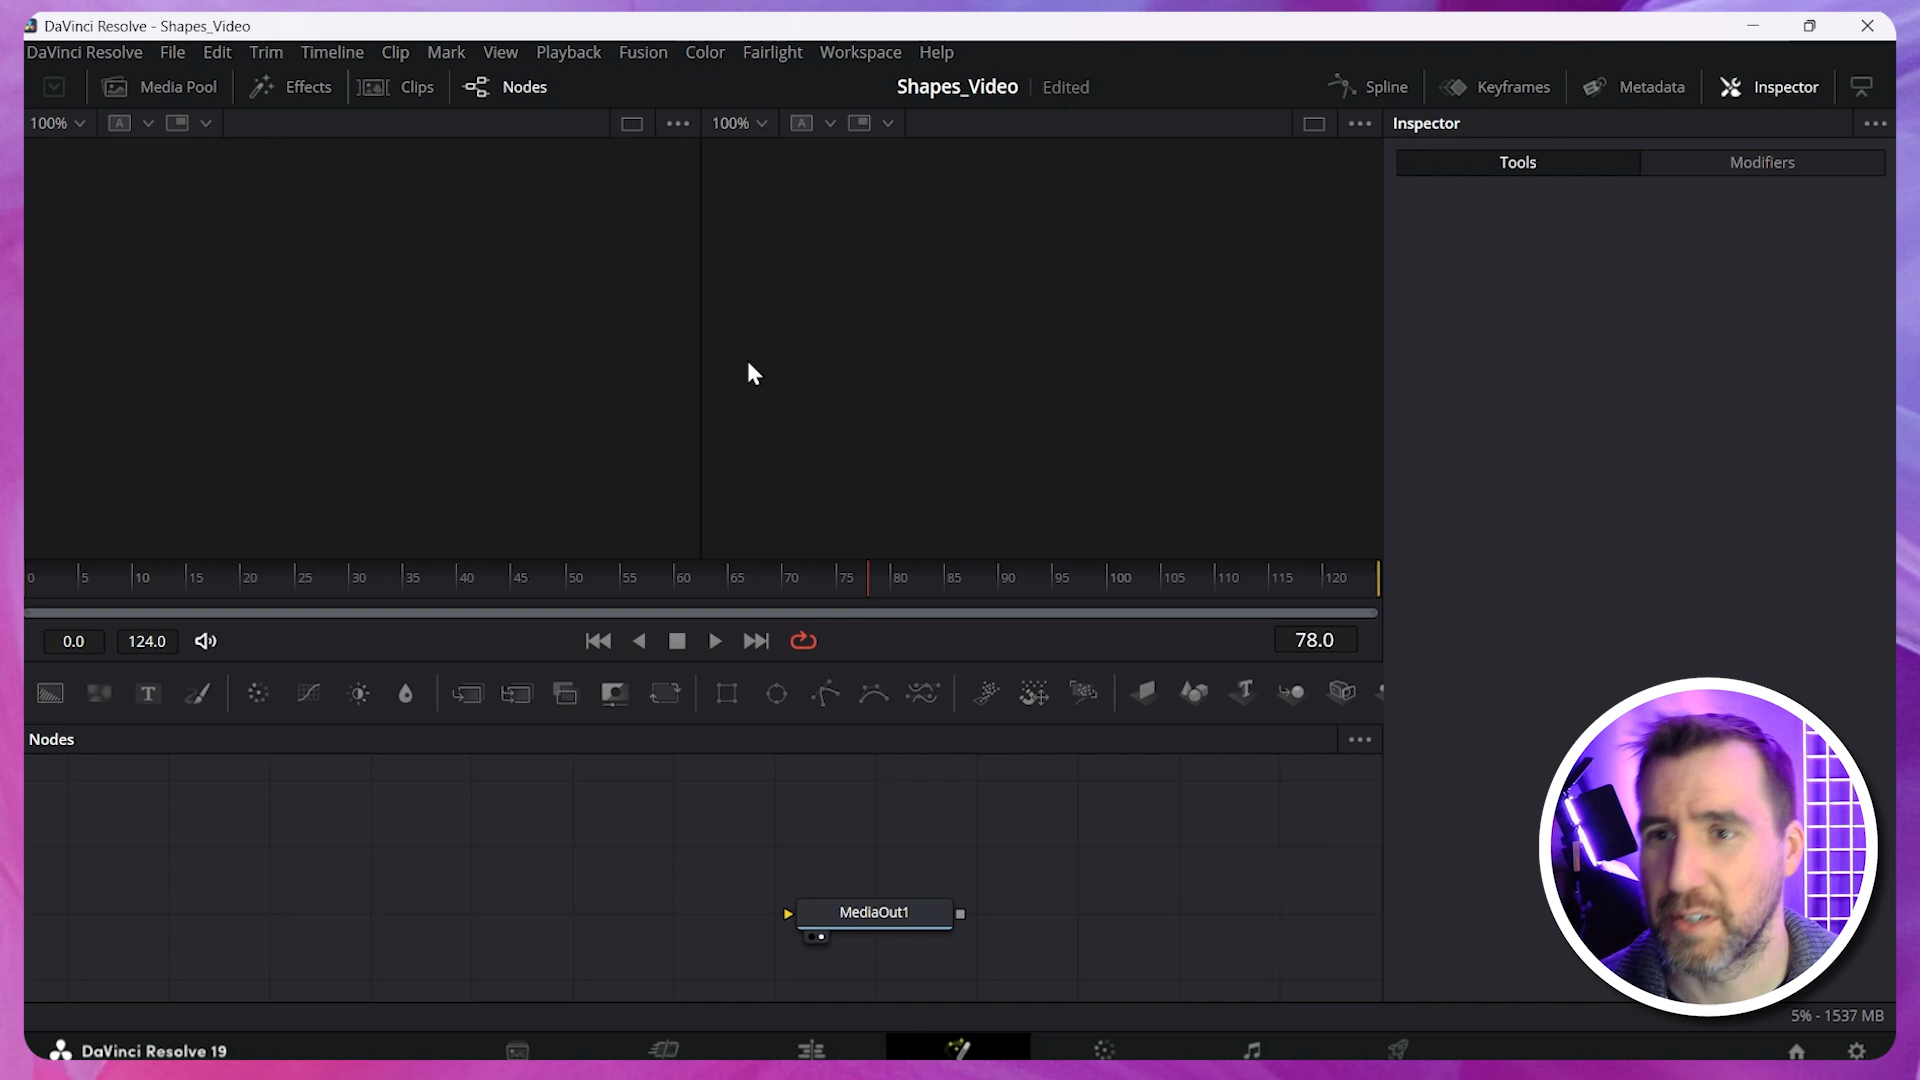 DaVinci Resolve - Shapes_Video
DaVinci Resolve File Edit Trim Timeline Clip Mark View Playback Fusion Color Fairlight Workspace Help
Media Pool Effects Clips Nodes Shapes_Video Edited Spline Keyframes Metadata Inspector
100% A 100% A Inspector
Tools Modifiers
0 5 10 15 20 25 30 35 40 45 50 55 60 65 70 75 80 85 90 95 100 105 110 115 120
0.0 124.0 78.0
T T
Nodes
MediaOut1
5% - 1537 MB
DaVinci Resolve 19